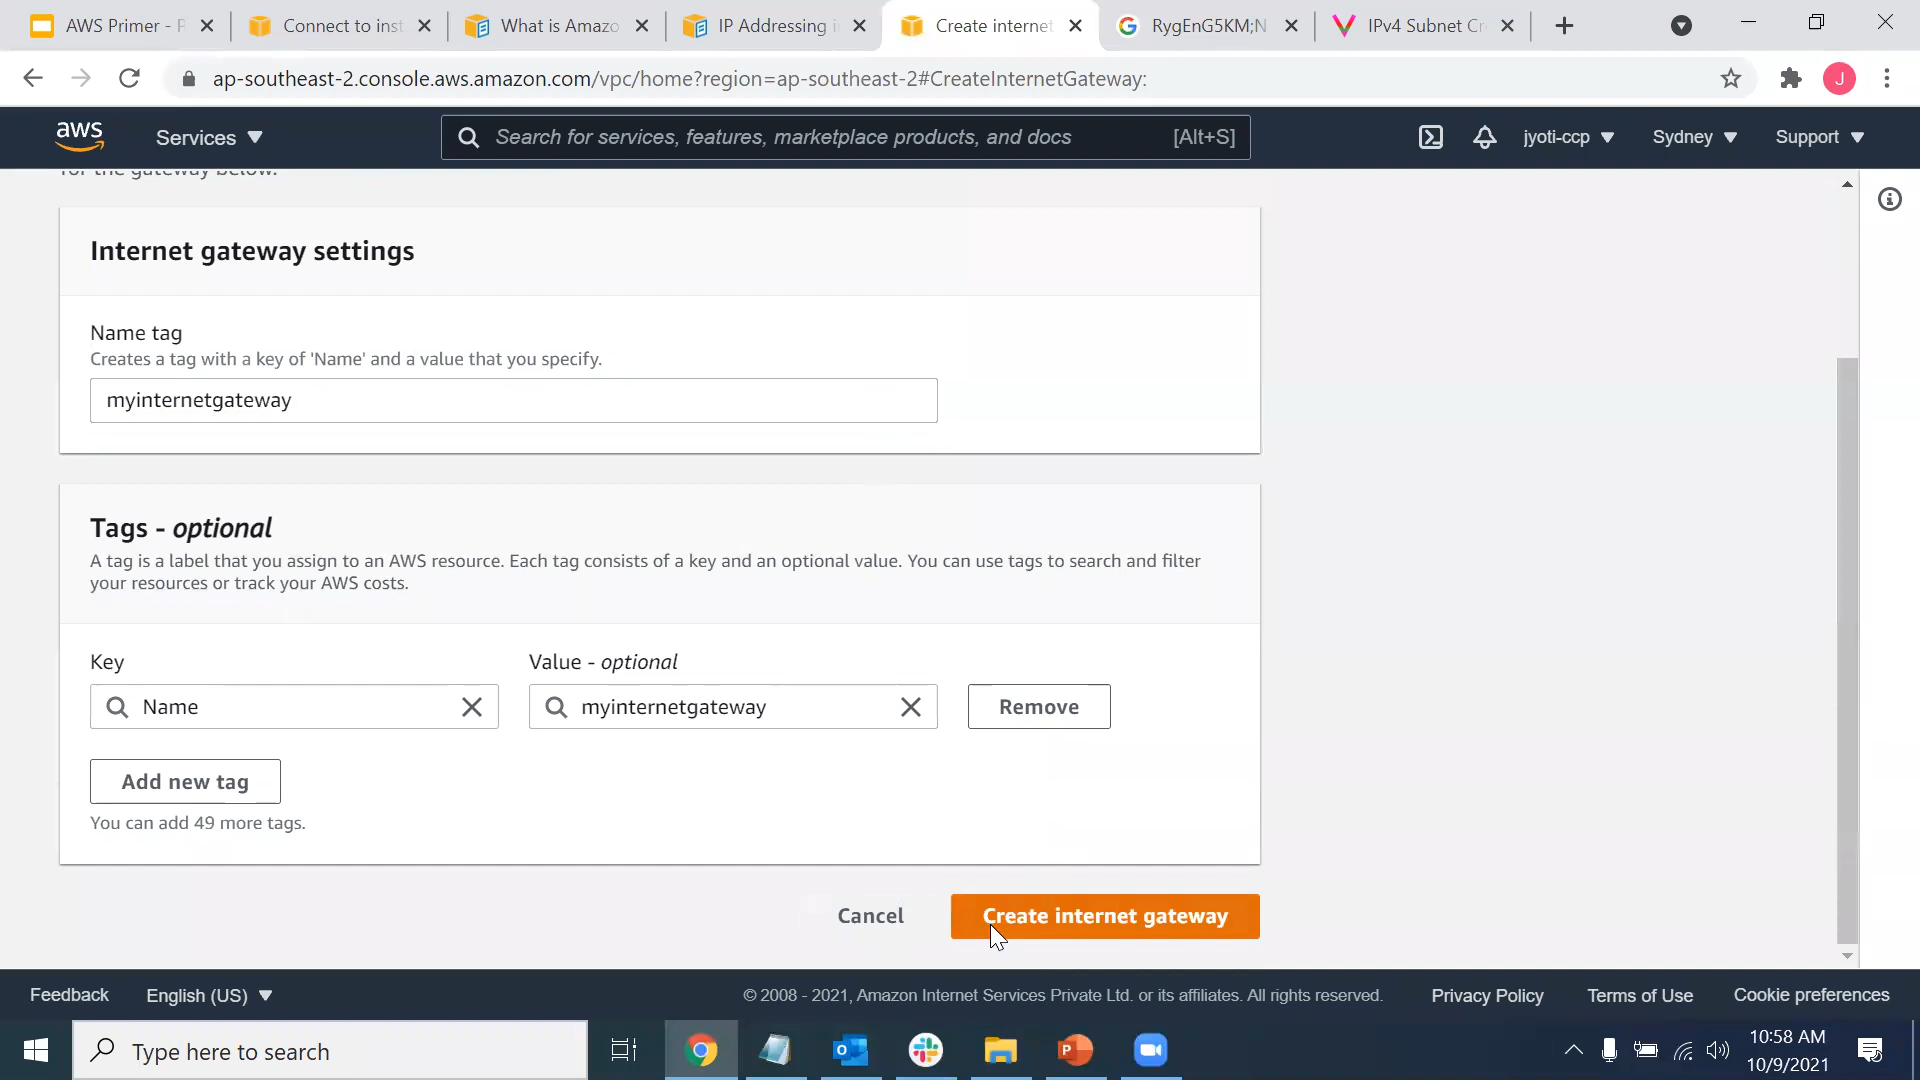 AWS Primer - P
Connect to inst
What is Amazo
IP Addressing i
Create internet
RygEnG5KM;N
IPv4 Subnet Cr
ap-southeast-2.console.aws.amazon.com/vpc/home?region=ap-southeast-2#CreateInternetGateway:
J
aws
Services
Search for services, features, marketplace products, and docs
[Alt+S]
jyoti-ccp
Sydney
Support
for the gateway below.
Internet gateway settings
Name tag
Creates a tag with a key of 'Name' and a value that you specify.
myinternetgateway
Tags - optional
A tag is a label that you assign to an AWS resource. Each tag consists of a key and an optional value. You can use tags to search and filter
your resources or track your AWS costs.
Key
Value - optional
Name
myinternetgateway
Remove
Add new tag
You can add 49 more tags.
Cancel
Create internet gateway
Feedback
English (US)
© 2008 - 2021, Amazon Internet Services Private Ltd. or its affiliates. All rights reserved.
Privacy Policy
Terms of Use
Cookie preferences
Type here to search
10:58 AM
10/9/2021